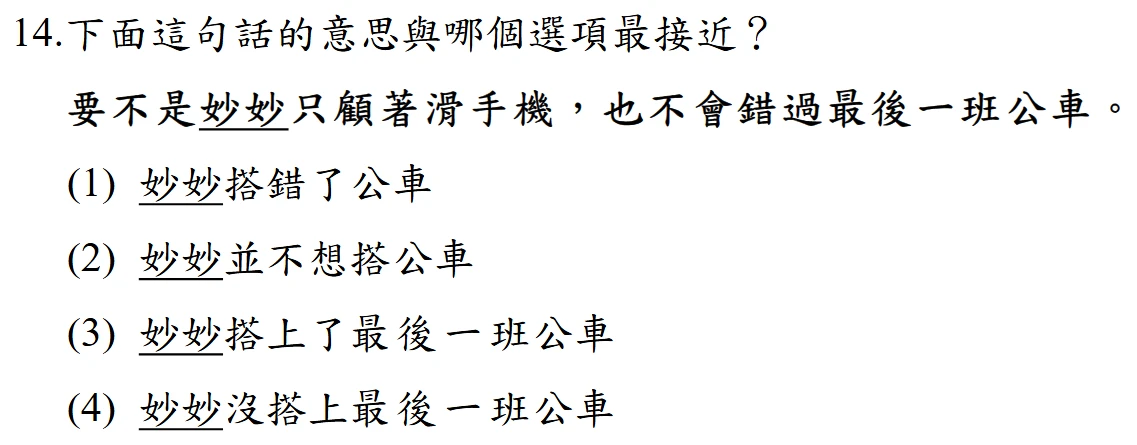 14.下面這句話的意思與哪個選項最接近？
要不是妙妙只顧著滑手機，也不會錯過最後一班公車。
(1) 妙妙搭錯了公車
(2) 妙妙並不想搭公車
(3) 妙妙搭上了最後一班公車
(4) 妙妙沒搭上最後一班公車